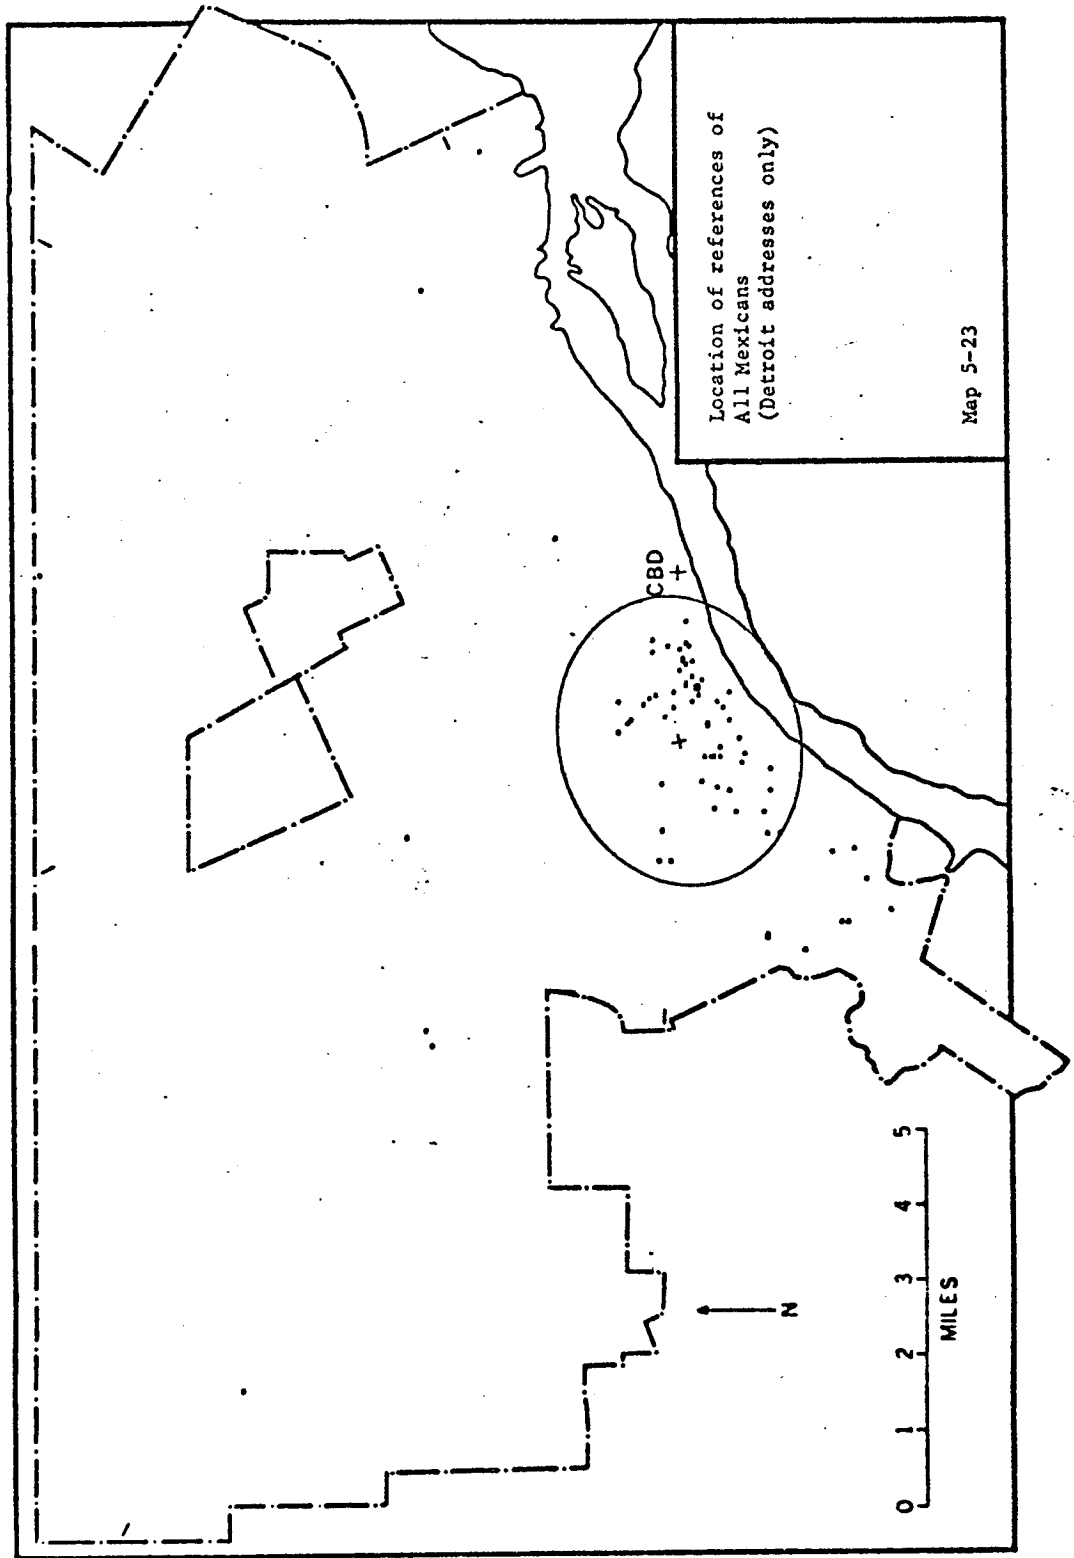 CBD
Location of references of
All Mexicans
(Detroit addresses only)
Map 5-23
N
0 1 2 3 4 5
MILES